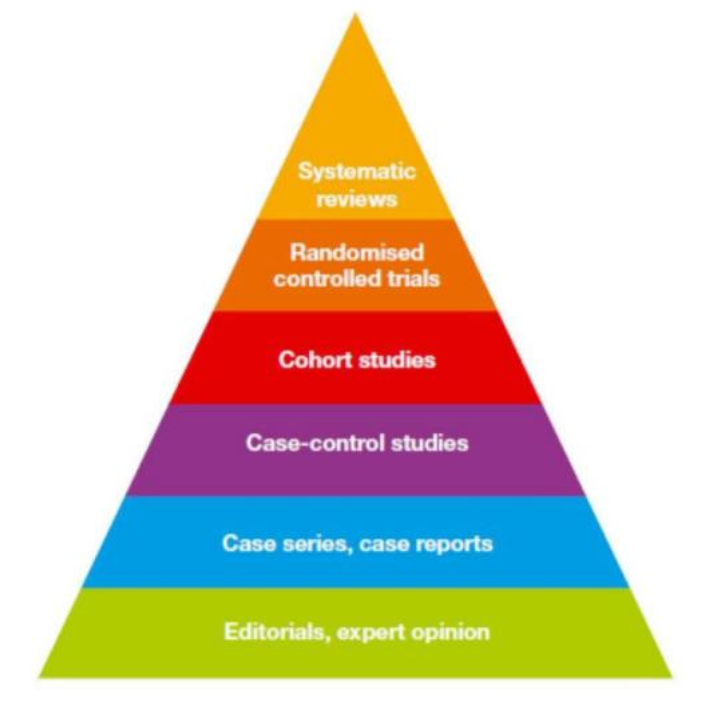 Systematic
reviews
Randomised
controlled trials
Cohort studies
Case-control studies
Case series, case reports
Editorials, expert opinion